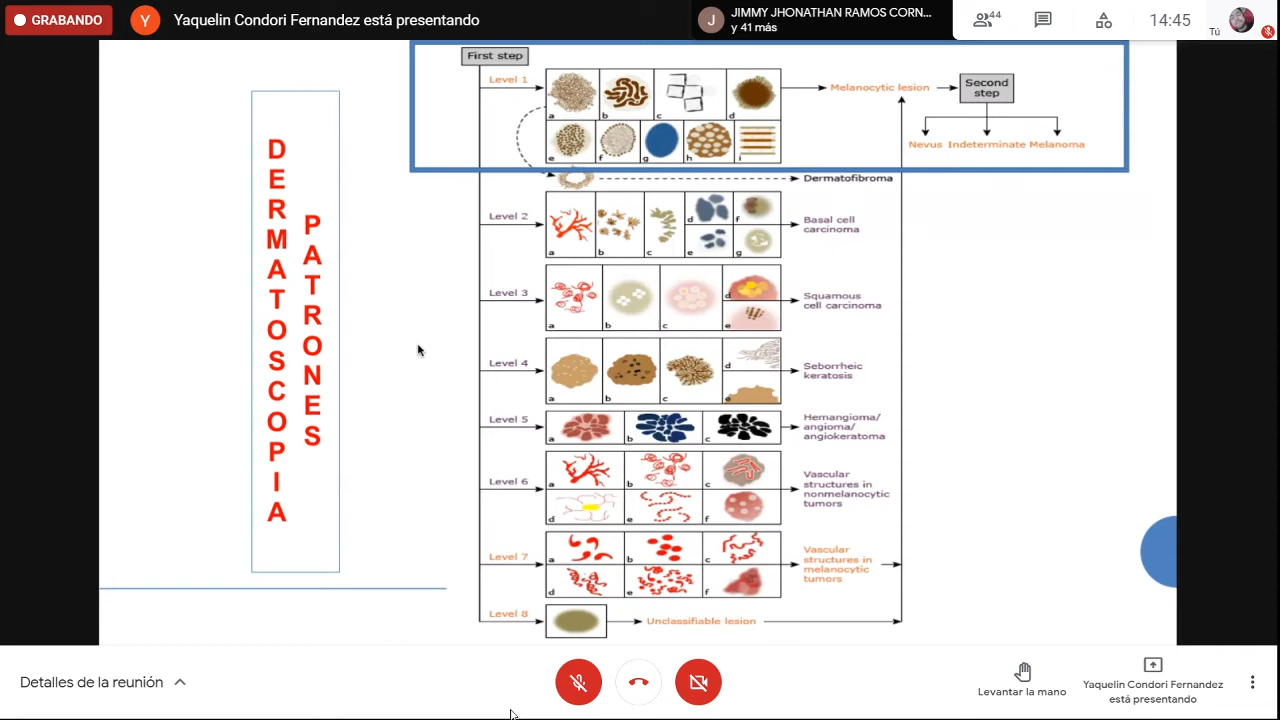 GRABANDO
Y
Yaquelin Condori Fernandez está presentando
J
JIMMY JHONATHAN RAMOS CORN...
y 41 más
44
14:45
Tú
DERMATOSCOPIA
PATRONES
First step
Level 1
a b c d
e f g h i
Melanocytic lesion
Second
step
Nevus Indeterminate Melanoma
Dermatofibroma
Level 2
a b c d e f g
Basal cell
carcinoma
Level 3
a b c d e
Squamous
cell carcinoma
Level 4
a b c d e
Seborrheic
keratosis
Level 5
a b c
Hemangioma/
angioma/
angiokeratoma
Level 6
a b c
d e f
Vascular
structures in
nonmelanocytic
tumors
Level 7
a b c
d e f
Vascular
structures in
melanocytic
tumors
Level 8
Unclassifiable lesion
Detalles de la reunión
Levantar la mano
Yaquelin Condori Fernandez
está presentando